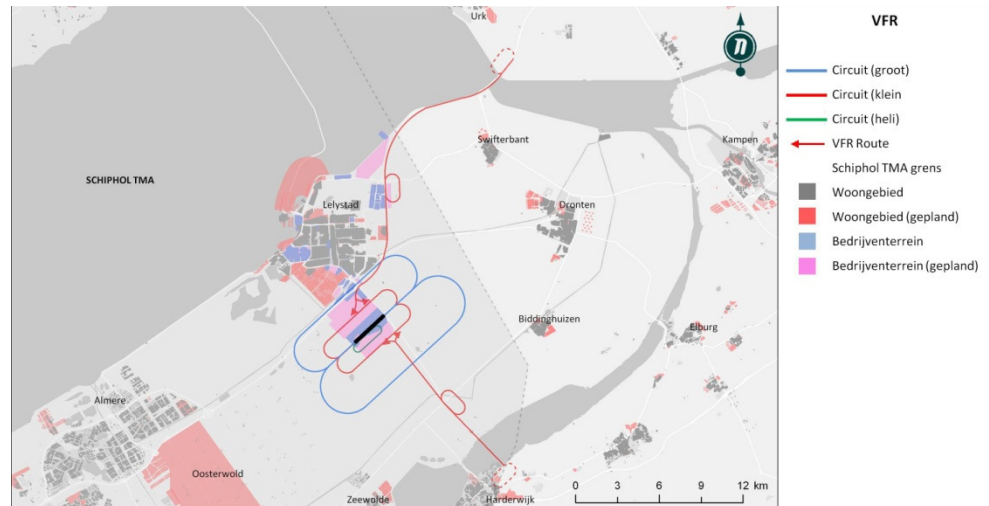 Urk
VFR
Circuit (groot)
Circuit (klein
Circuit (heli)
VFR Route
Schiphol TMA grens
Woongebied
Woongebied (gepland)
Bedrijventerrein
Bedrijventerrein (gepland)
Swifterbant
Kampen
SCHIPHOL TMA
Lelystad
Dronten
Biddinghuizen
Elburg
Almere
Oosterwold
Zeewolde
Harderwijk
0 3 6 9 12 km